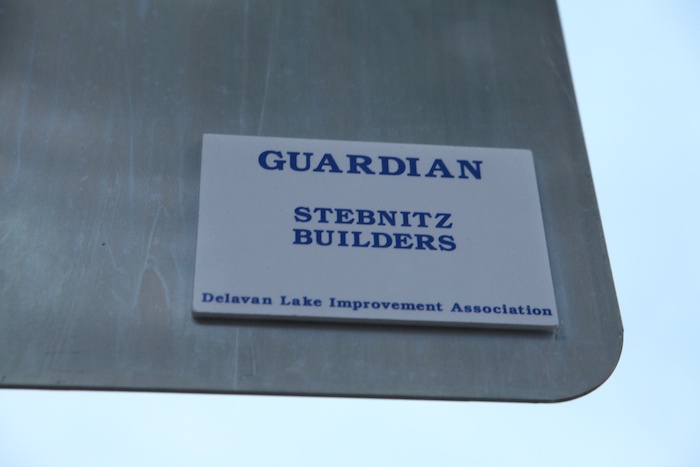 GUARDIAN
STEBNITZ
BUILDERS
Delavan Lake Improvement Association